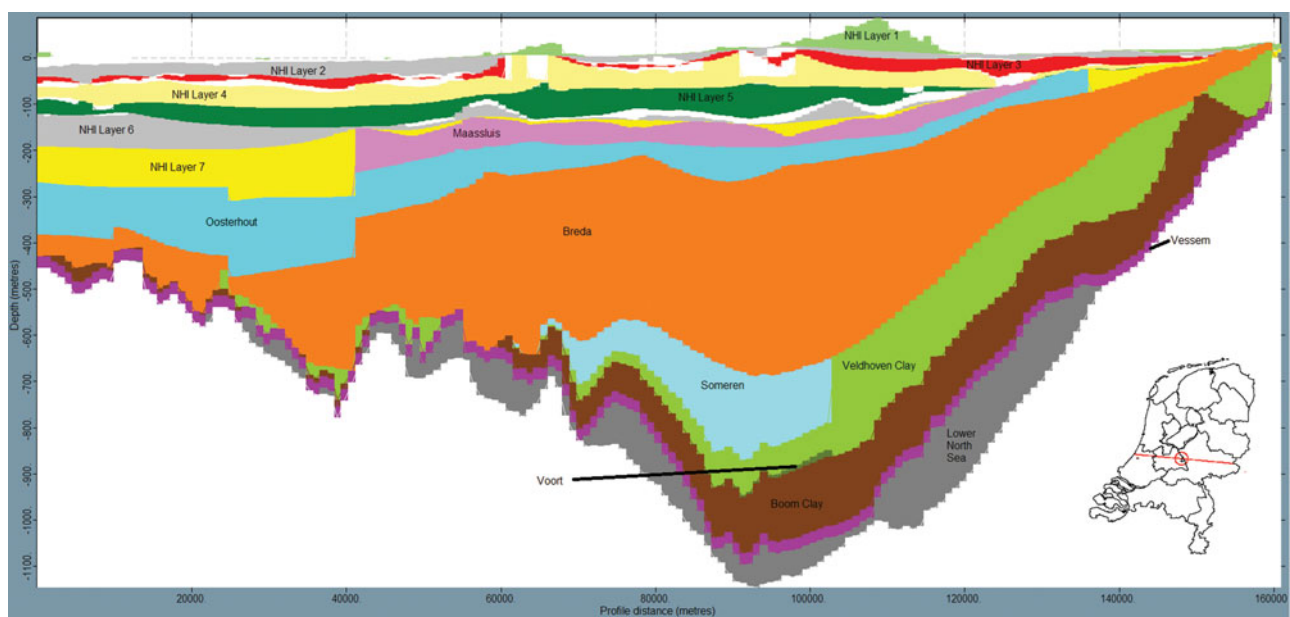 NHI Layer 1
0.
NHI Layer 2
NHI Layer 3
NHI Layer 4
NHI Layer 5
-100.
NHI Layer 6
Maassluis
-200.
NHI Layer 7
-300.
Oosterhout
Breda
Vessem
-400.
Depth (metres)
-500.
-600.
Veldhoven Clay
-700.
Someren
-800.
Lower
North
Sea
Voort
-900.
Boom Clay
-1000.
-1100.
20000.
40000.
60000.
80000.
100000.
120000.
140000.
160000.
Profile distance (metres)